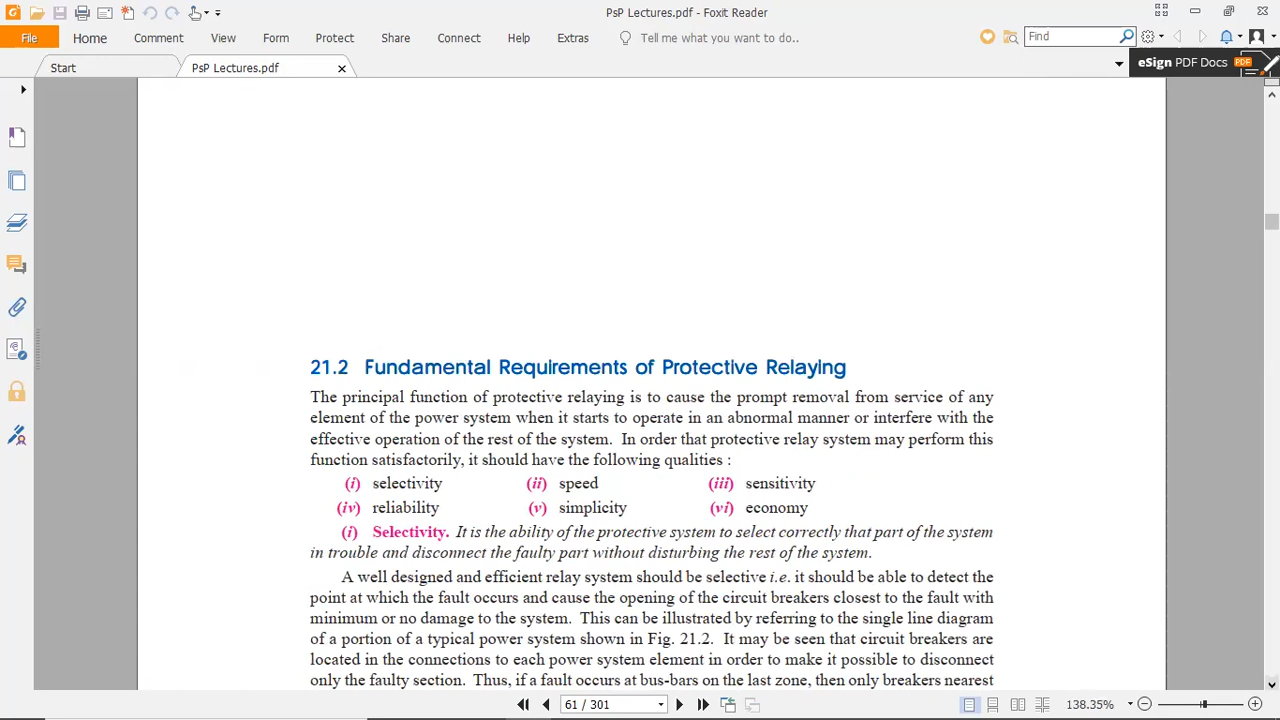 PsP Lectures.pdf - Foxit Reader
File Home Comment View Form Protect Share Connect Help Extras Tell me what you want to do.. Find
Start PsP Lectures.pdf eSign PDF Docs PDF
21.2 Fundamental Requirements of Protective Relaying
The principal function of protective relaying is to cause the prompt removal from service of any
element of the power system when it starts to operate in an abnormal manner or interfere with the
effective operation of the rest of the system. In order that protective relay system may perform this
function satisfactorily, it should have the following qualities :
(i) selectivity (ii) speed (iii) sensitivity
(iv) reliability (v) simplicity (vi) economy
(i) Selectivity. It is the ability of the protective system to select correctly that part of the system
in trouble and disconnect the faulty part without disturbing the rest of the system.
A well designed and efficient relay system should be selective i.e. it should be able to detect the
point at which the fault occurs and cause the opening of the circuit breakers closest to the fault with
minimum or no damage to the system. This can be illustrated by referring to the single line diagram
of a portion of a typical power system shown in Fig. 21.2. It may be seen that circuit breakers are
located in the connections to each power system element in order to make it possible to disconnect
only the faulty section. Thus, if a fault occurs at bus-bars on the last zone, then only breakers nearest
61 / 301 138.35%